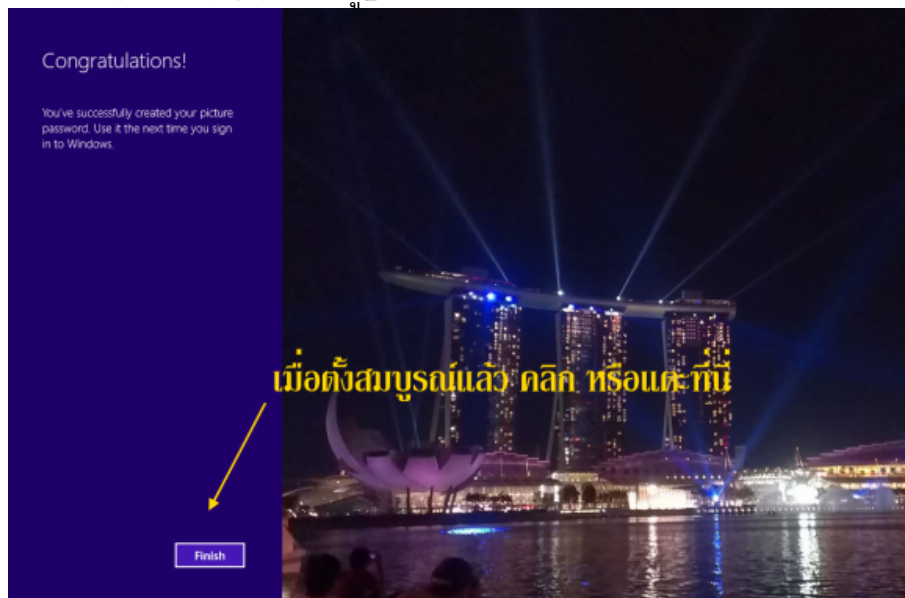 Congratulations!
You've successfully created your picture
password. Use it the next time you sign
in to Windows.
เมื่อตั้งสมบูรณ์แล้ว คลิก หรือแตะที่นี่
Finish